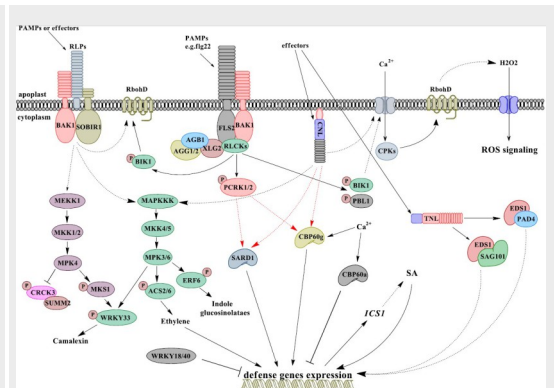 PAMPs or effectors
RLPs
PAMPs
e.g.flg22
effectors
Ca²⁺
H2O2
RbohD
RbohD
apoplast
cytoplasm
BAK1
SOBIR1
FLS2
BAK1
CNL
AGB1
AGG1/2
XLG2
RLCKs
CPKs
ROS signaling
P
BIK1
P
PCRK1/2
P
BIK1
P
PBL1
MEKK1
MAPKKK
MKK1/2
MKK4/5
MPK4
MPK3/6
P
CRCK3
SUMM2
P
MKS1
P
ACS2/6
ERF6
P
P
WRKY33
Camalexin
Ethylene
Indole
glucosinolataes
SARD1
CBP60g
Ca²⁺
CBP60a
TNL
EDS1
PAD4
EDS1
SAG101
SA
ICS1
WRKY18/40
defense genes expression